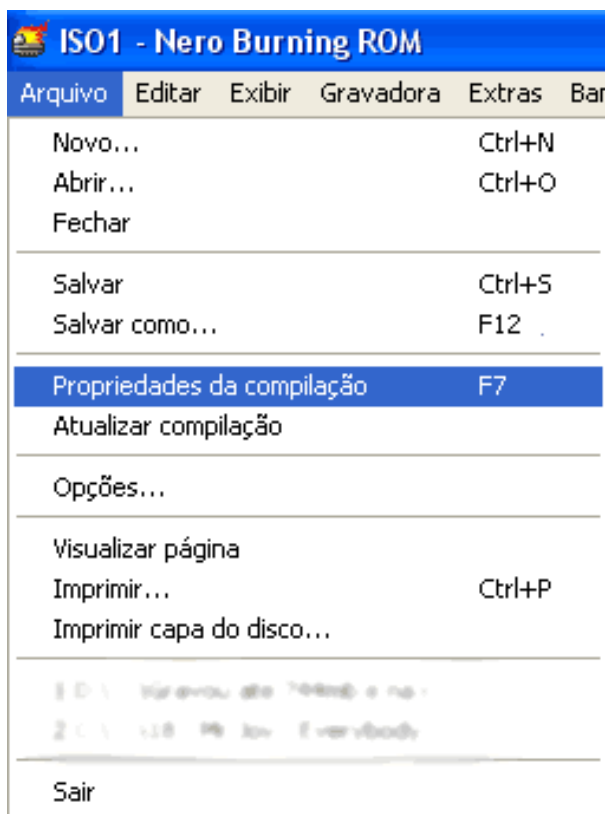 ISO1 - Nero Burning ROM
Arquivo Editar Exibir Gravadora Extras
Novo... Ctrl+N
Abrir... Ctrl+O
Fechar
Salvar Ctrl+S
Salvar como... F12
Propriedades da compilação F7
Atualizar compilação
Opções...
Visualizar página
Imprimir... Ctrl+P
Imprimir capa do disco...
Sair